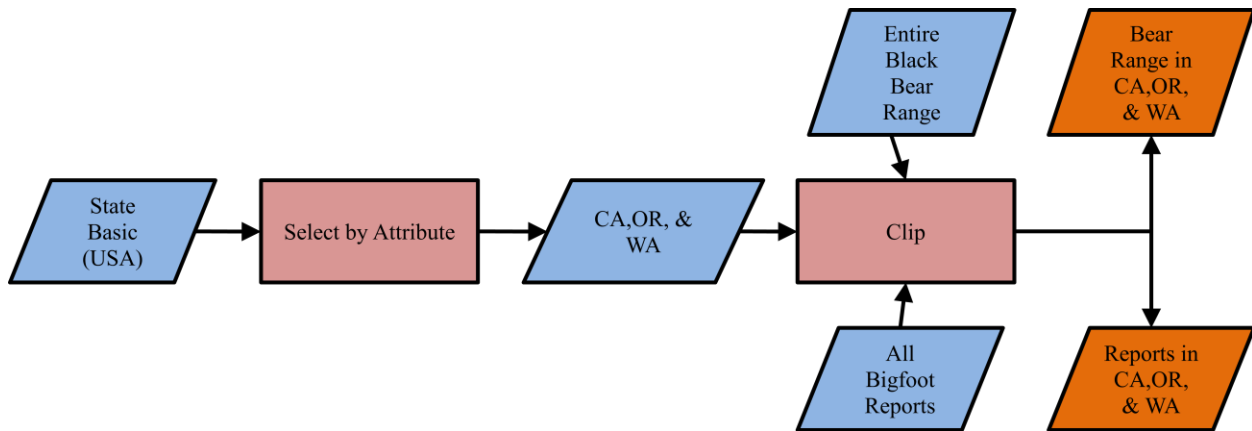 State
Basic
(USA)
Select by Attribute
CA,OR, &
WA
Entire
Black
Bear
Range
Clip
All
Bigfoot
Reports
Bear
Range in
CA,OR,
& WA
Reports in
CA,OR,
& WA